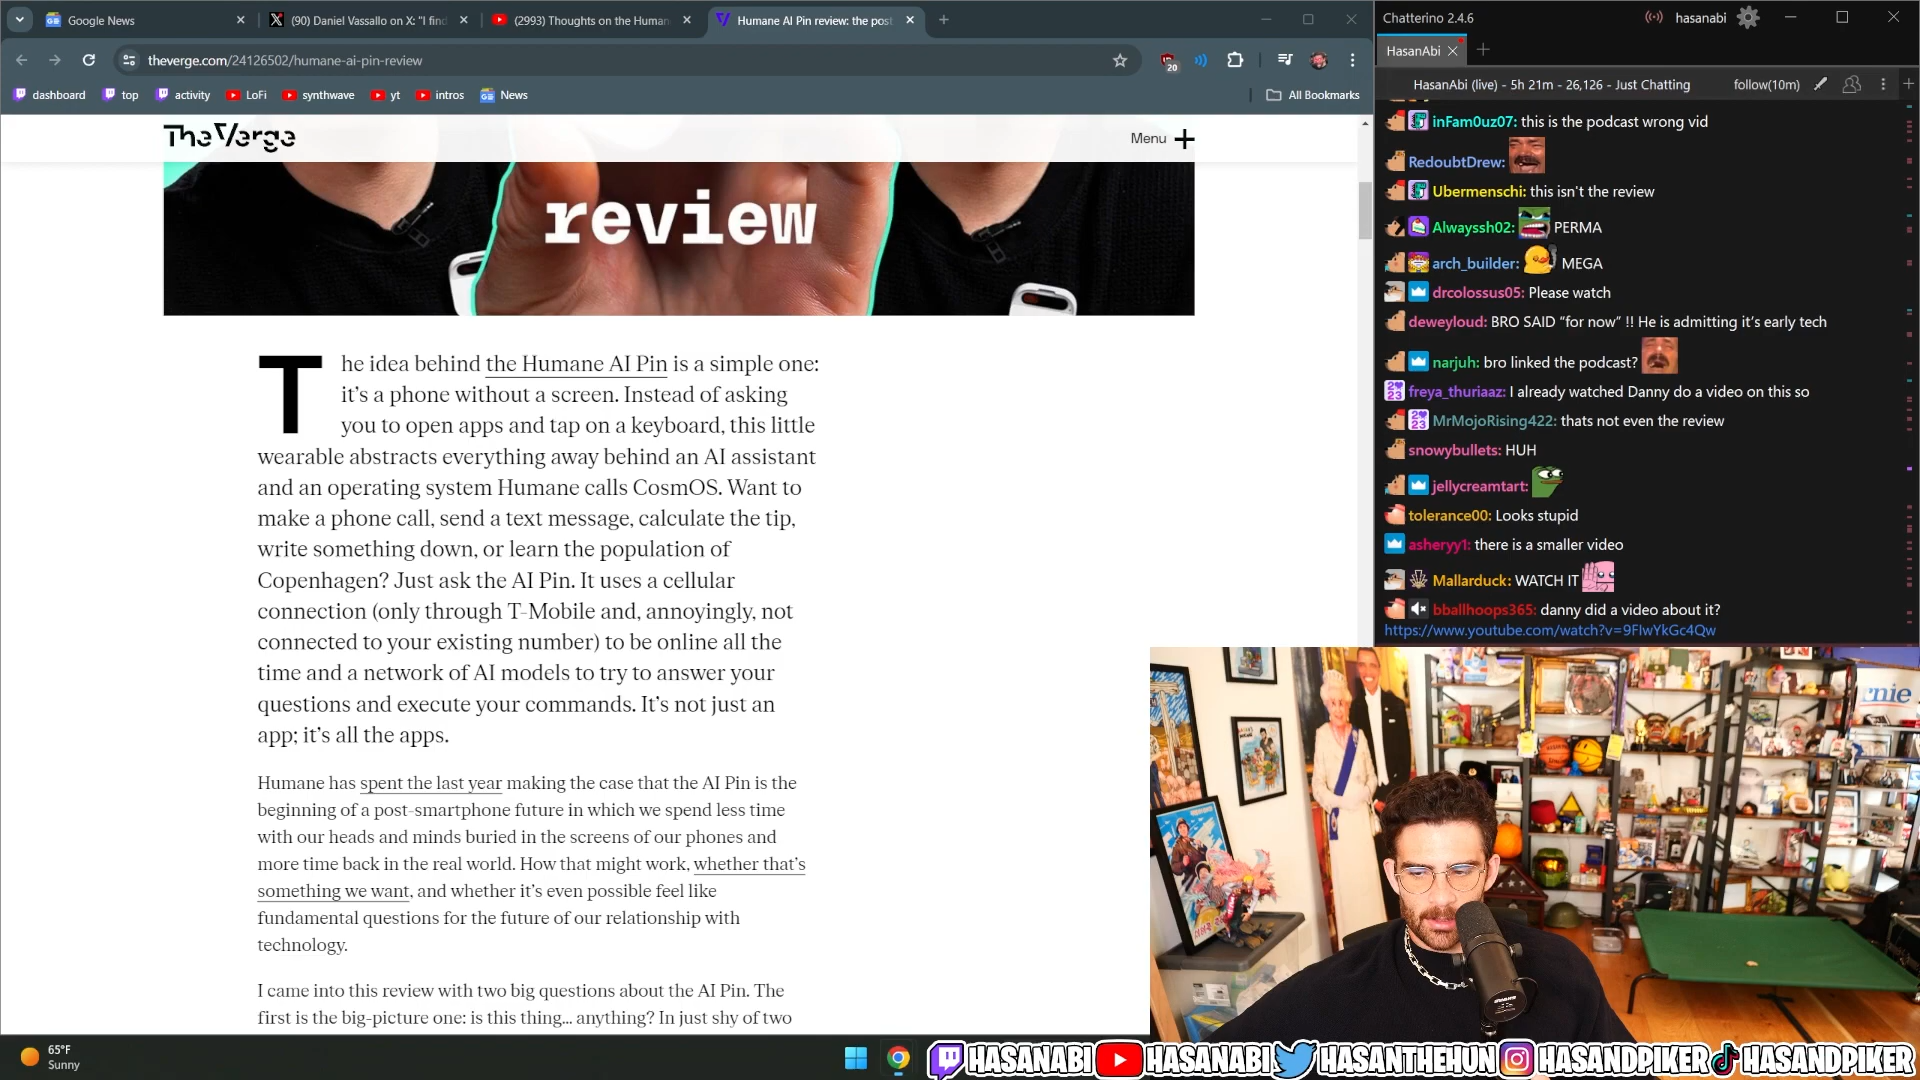 Google News
(90) Daniel Vassallo on X: "I find
(2993) Thoughts on the Human
Humane AI Pin review: the post
theverge.com/24126502/humane-ai-pin-review
20
dashboard
top
activity
LoFi
synthwave
yt
intros
News
All Bookmarks
The Verge
Menu
review
The idea behind the Humane AI Pin is a simple one:
it's a phone without a screen. Instead of asking
you to open apps and tap on a keyboard, this little
wearable abstracts everything away behind an AI assistant
and an operating system Humane calls CosmOS. Want to
make a phone call, send a text message, calculate the tip,
write something down, or learn the population of
Copenhagen? Just ask the AI Pin. It uses a cellular
connection (only through T-Mobile and, annoyingly, not
connected to your existing number) to be online all the
time and a network of AI models to try to answer your
questions and execute your commands. It's not just an
app; it's all the apps.
Humane has spent the last year making the case that the AI Pin is the
beginning of a post-smartphone future in which we spend less time
with our heads and minds buried in the screens of our phones and
more time back in the real world. How that might work, whether that's
something we want, and whether it's even possible feel like
fundamental questions for the future of our relationship with
technology.
I came into this review with two big questions about the AI Pin. The
first is the big-picture one: is this thing... anything? In just shy of two
Chatterino 2.4.6
hasanabi
HasanAbi
HasanAbi (live) - 5h 21m - 26,126 - Just Chatting
follow(10m)
inFam0uz07: this is the podcast wrong vid
RedoubtDrew:
Ubermenschi: this isn't the review
Alwayssh02: PERMA
arch_builder: MEGA
drcolossus05: Please watch
deweyloud: BRO SAID “for now” !! He is admitting it’s early tech
narjuh: bro linked the podcast?
freya_thuriaaz: I already watched Danny do a video on this so
MrMojoRising422: thats not even the review
snowybullets: HUH
jellycreamtart:
tolerance00: Looks stupid
asheryy1: there is a smaller video
Mallarduck: WATCH IT
bballhoops365: danny did a video about it?
https://www.youtube.com/watch?v=9FIwYkGc4Qw
rnie
65°F
Sunny
HASANABI
HASANABI
HASANTHEHUN
HASANDPIKER
HASANDPIKER